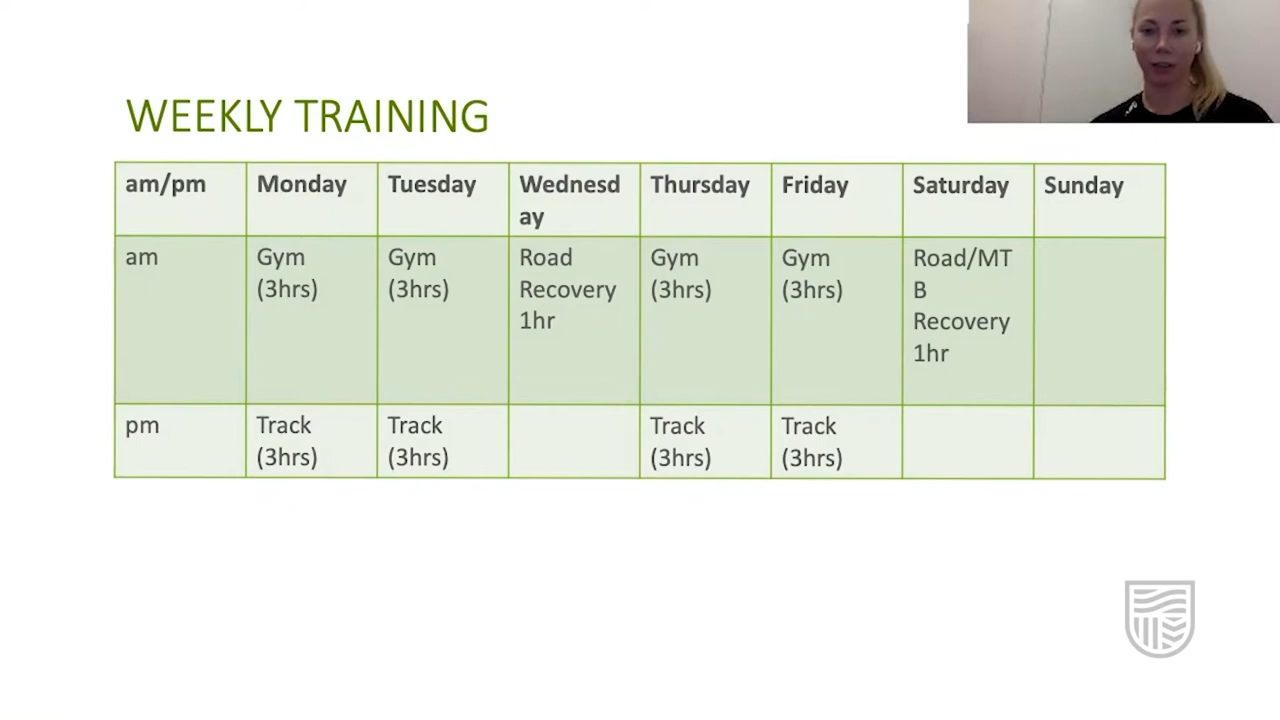 WEEKLY TRAINING
am/pm Monday Tuesday Wednesd Thursday Friday Saturday Sunday
ay
am Gym Gym Road Gym Gym Road/MT
(3hrs) (3hrs) Recovery (3hrs) (3hrs) B
1hr Recovery
1hr
pm Track Track Track Track
(3hrs) (3hrs) (3hrs) (3hrs)